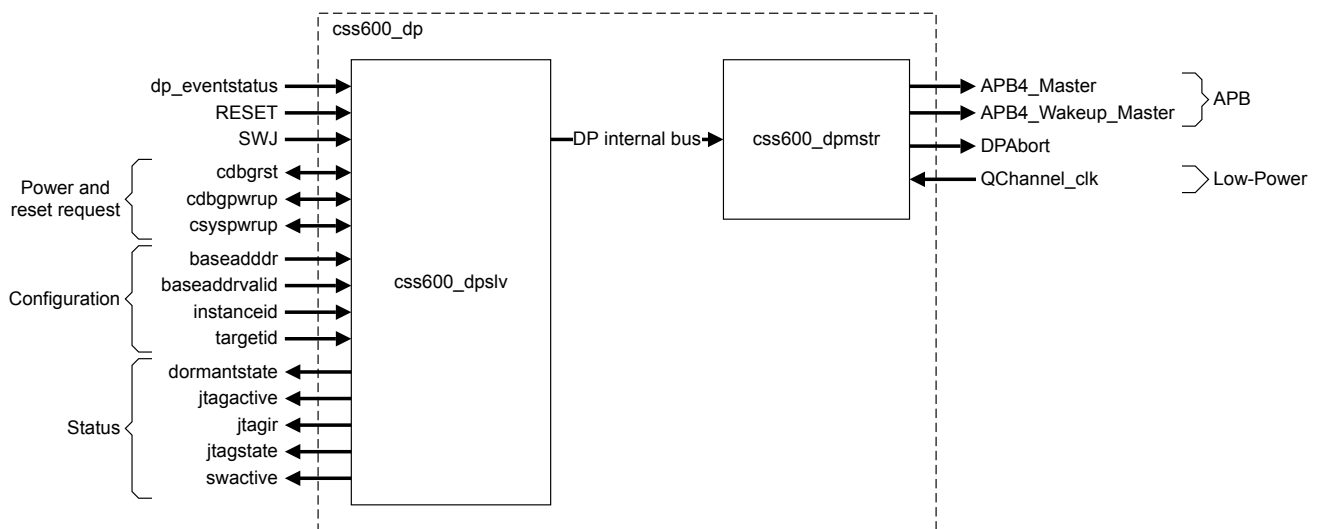 css600_dp
dp_eventstatus
RESET
SWJ
Power and
reset request
cdbgrst
cdbgpwrup
csyspwrup
Configuration
baseadddr
baseaddrvalid
instanceid
targetid
Status
dormantstate
jtagactive
jtagir
jtagstate
swactive
css600_dpslv
DP internal bus
css600_dpmstr
APB4_Master
APB4_Wakeup_Master
APB
DPAbort
QChannel_clk
Low-Power